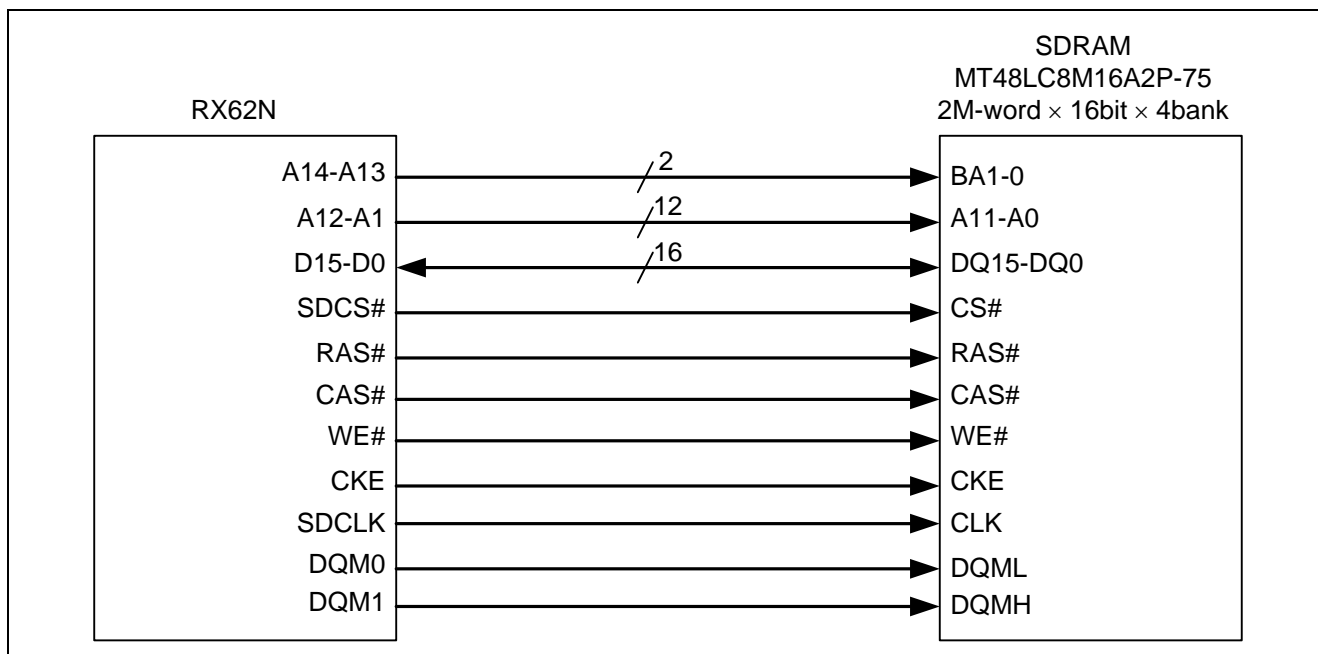 SDRAM
MT48LC8M16A2P-75
2M-word × 16bit × 4bank
RX62N
A14-A13
2
BA1-0
A12-A1
12
A11-A0
D15-D0
16
DQ15-DQ0
SDCS#
CS#
RAS#
RAS#
CAS#
CAS#
WE#
WE#
CKE
CKE
SDCLK
CLK
DQM0
DQML
DQM1
DQMH